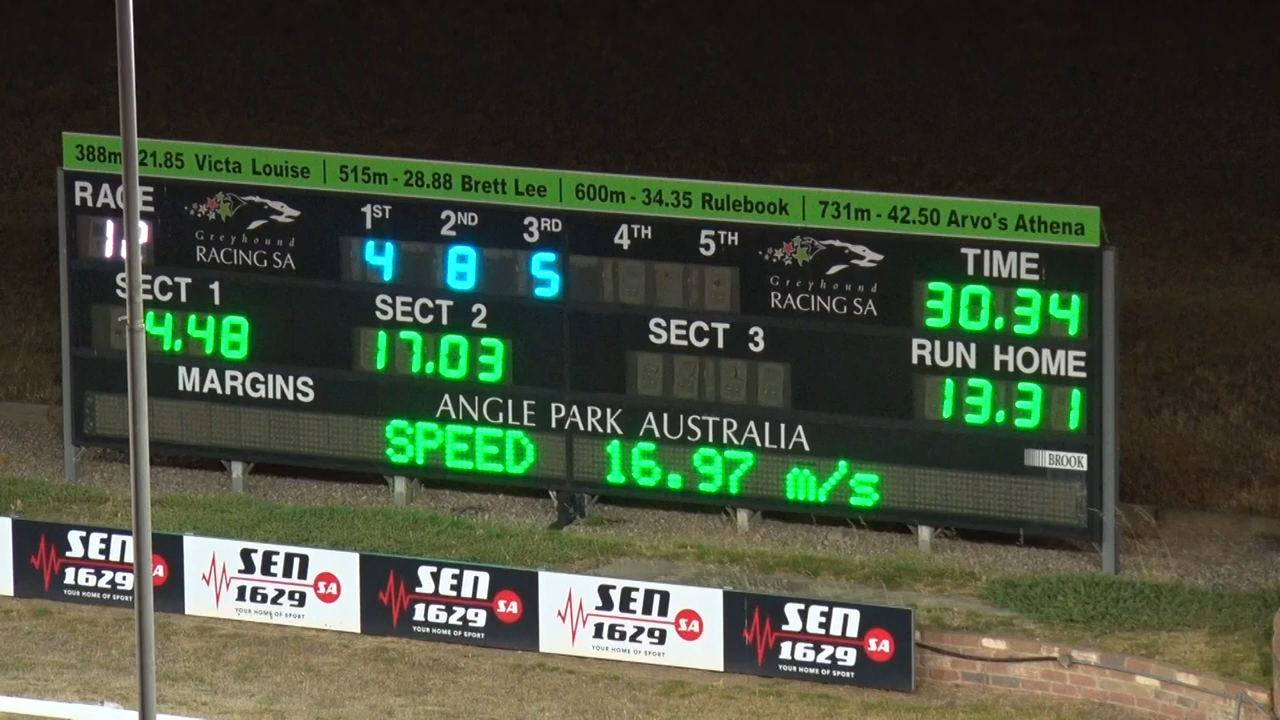 388m - 21.85 Victa Louise | 515m - 28.88 Brett Lee | 600m - 34.35 Rulebook | 731m - 42.50 Arvo's Athena
RACE
12
Greyhound
RACING SA
1ST 2ND 3RD 4TH 5TH
4 8 5
Greyhound
RACING SA
TIME
30.34
SECT 1
4.48
SECT 2
17.03
SECT 3
RUN HOME
13.31
MARGINS
ANGLE PARK AUSTRALIA
SPEED 16.97 m/s
BROOK
SEN
1629 SA
YOUR HOME OF SPORT
SEN
1629 SA
YOUR HOME OF SPORT
SEN
1629 SA
YOUR HOME OF SPORT
SEN
1629 SA
YOUR HOME OF SPORT
SEN
1629 SA
YOUR HOME OF SPORT